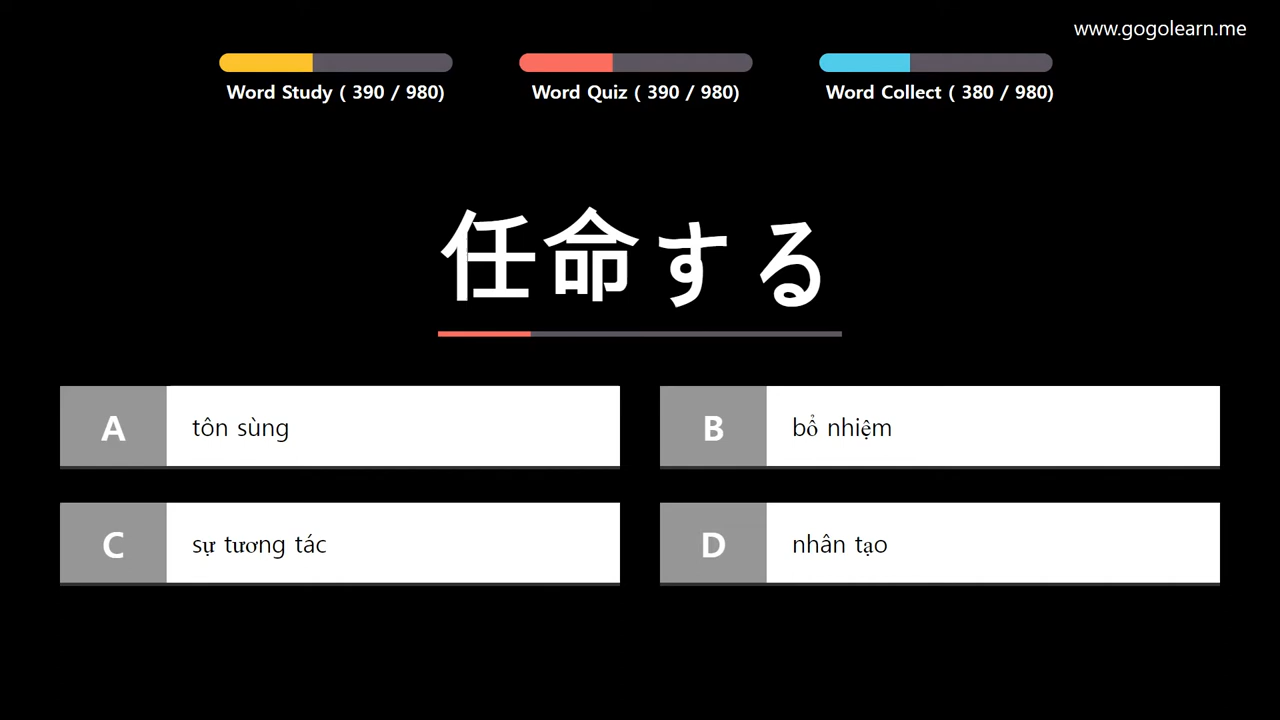 www.gogolearn.me
Word Study ( 390 / 980)
Word Quiz ( 390 / 980)
Word Collect ( 380 / 980)
任命する
A
tôn sùng
B
bổ nhiệm
C
sự tương tác
D
nhân tạo